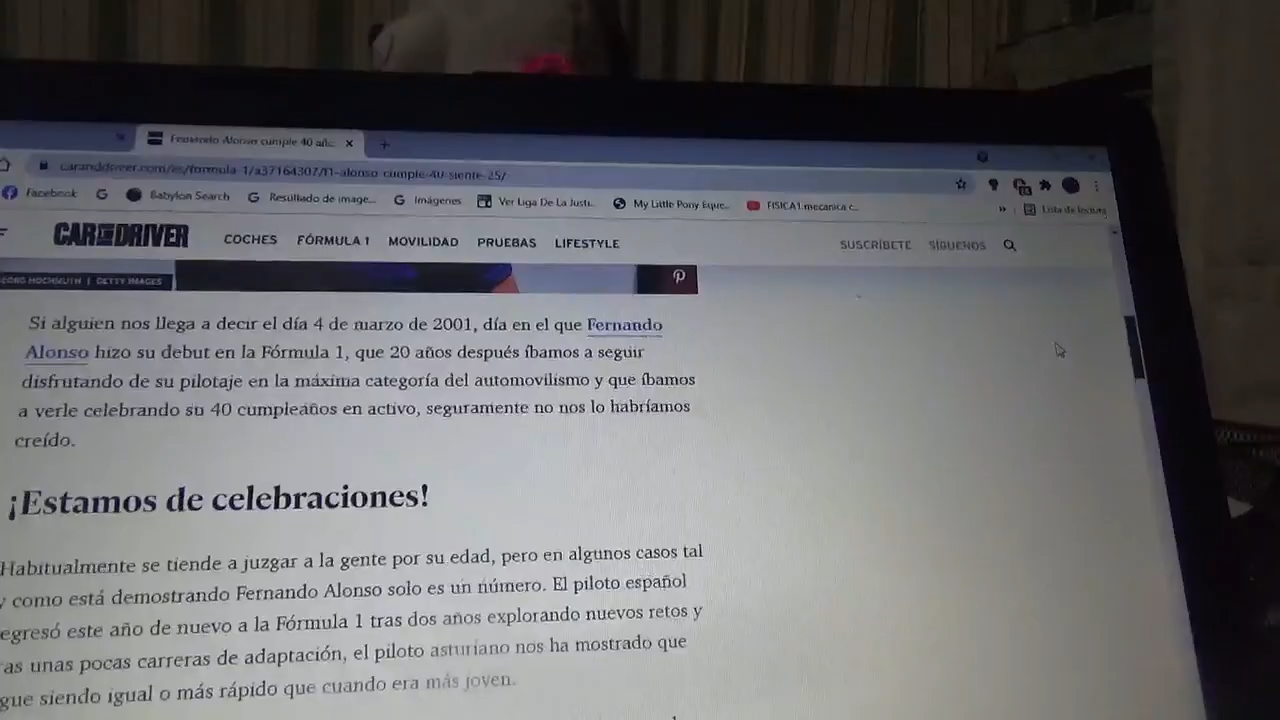 Fernando Alonso cumple 40 año
caranddriver.com/es/formula-1/a37164307/f1-alonso-cumple-40-siente-25/
Facebook Babylon Search Resultado de image... Imágenes Ver Liga De La Justi... My Little Pony Eque... FISICA1 mecanica c... » Lista de lectura
CAR AND DRIVER COCHES FÓRMULA 1 MOVILIDAD PRUEBAS LIFESTYLE SUSCRÍBETE SÍGUENOS
HOCHMUTH | GETTY IMAGES
Si alguien nos llega a decir el día 4 de marzo de 2001, día en el que Fernando
Alonso hizo su debut en la Fórmula 1, que 20 años después íbamos a seguir
disfrutando de su pilotaje en la máxima categoría del automovilismo y que íbamos
a verle celebrando su 40 cumpleaños en activo, seguramente no nos lo habríamos
creído.
¡Estamos de celebraciones!
Habitualmente se tiende a juzgar a la gente por su edad, pero en algunos casos tal
y como está demostrando Fernando Alonso solo es un número. El piloto español
egresó este año de nuevo a la Fórmula 1 tras dos años explorando nuevos retos y
as unas pocas carreras de adaptación, el piloto asturiano nos ha mostrado que
gue siendo igual o más rápido que cuando era más joven.